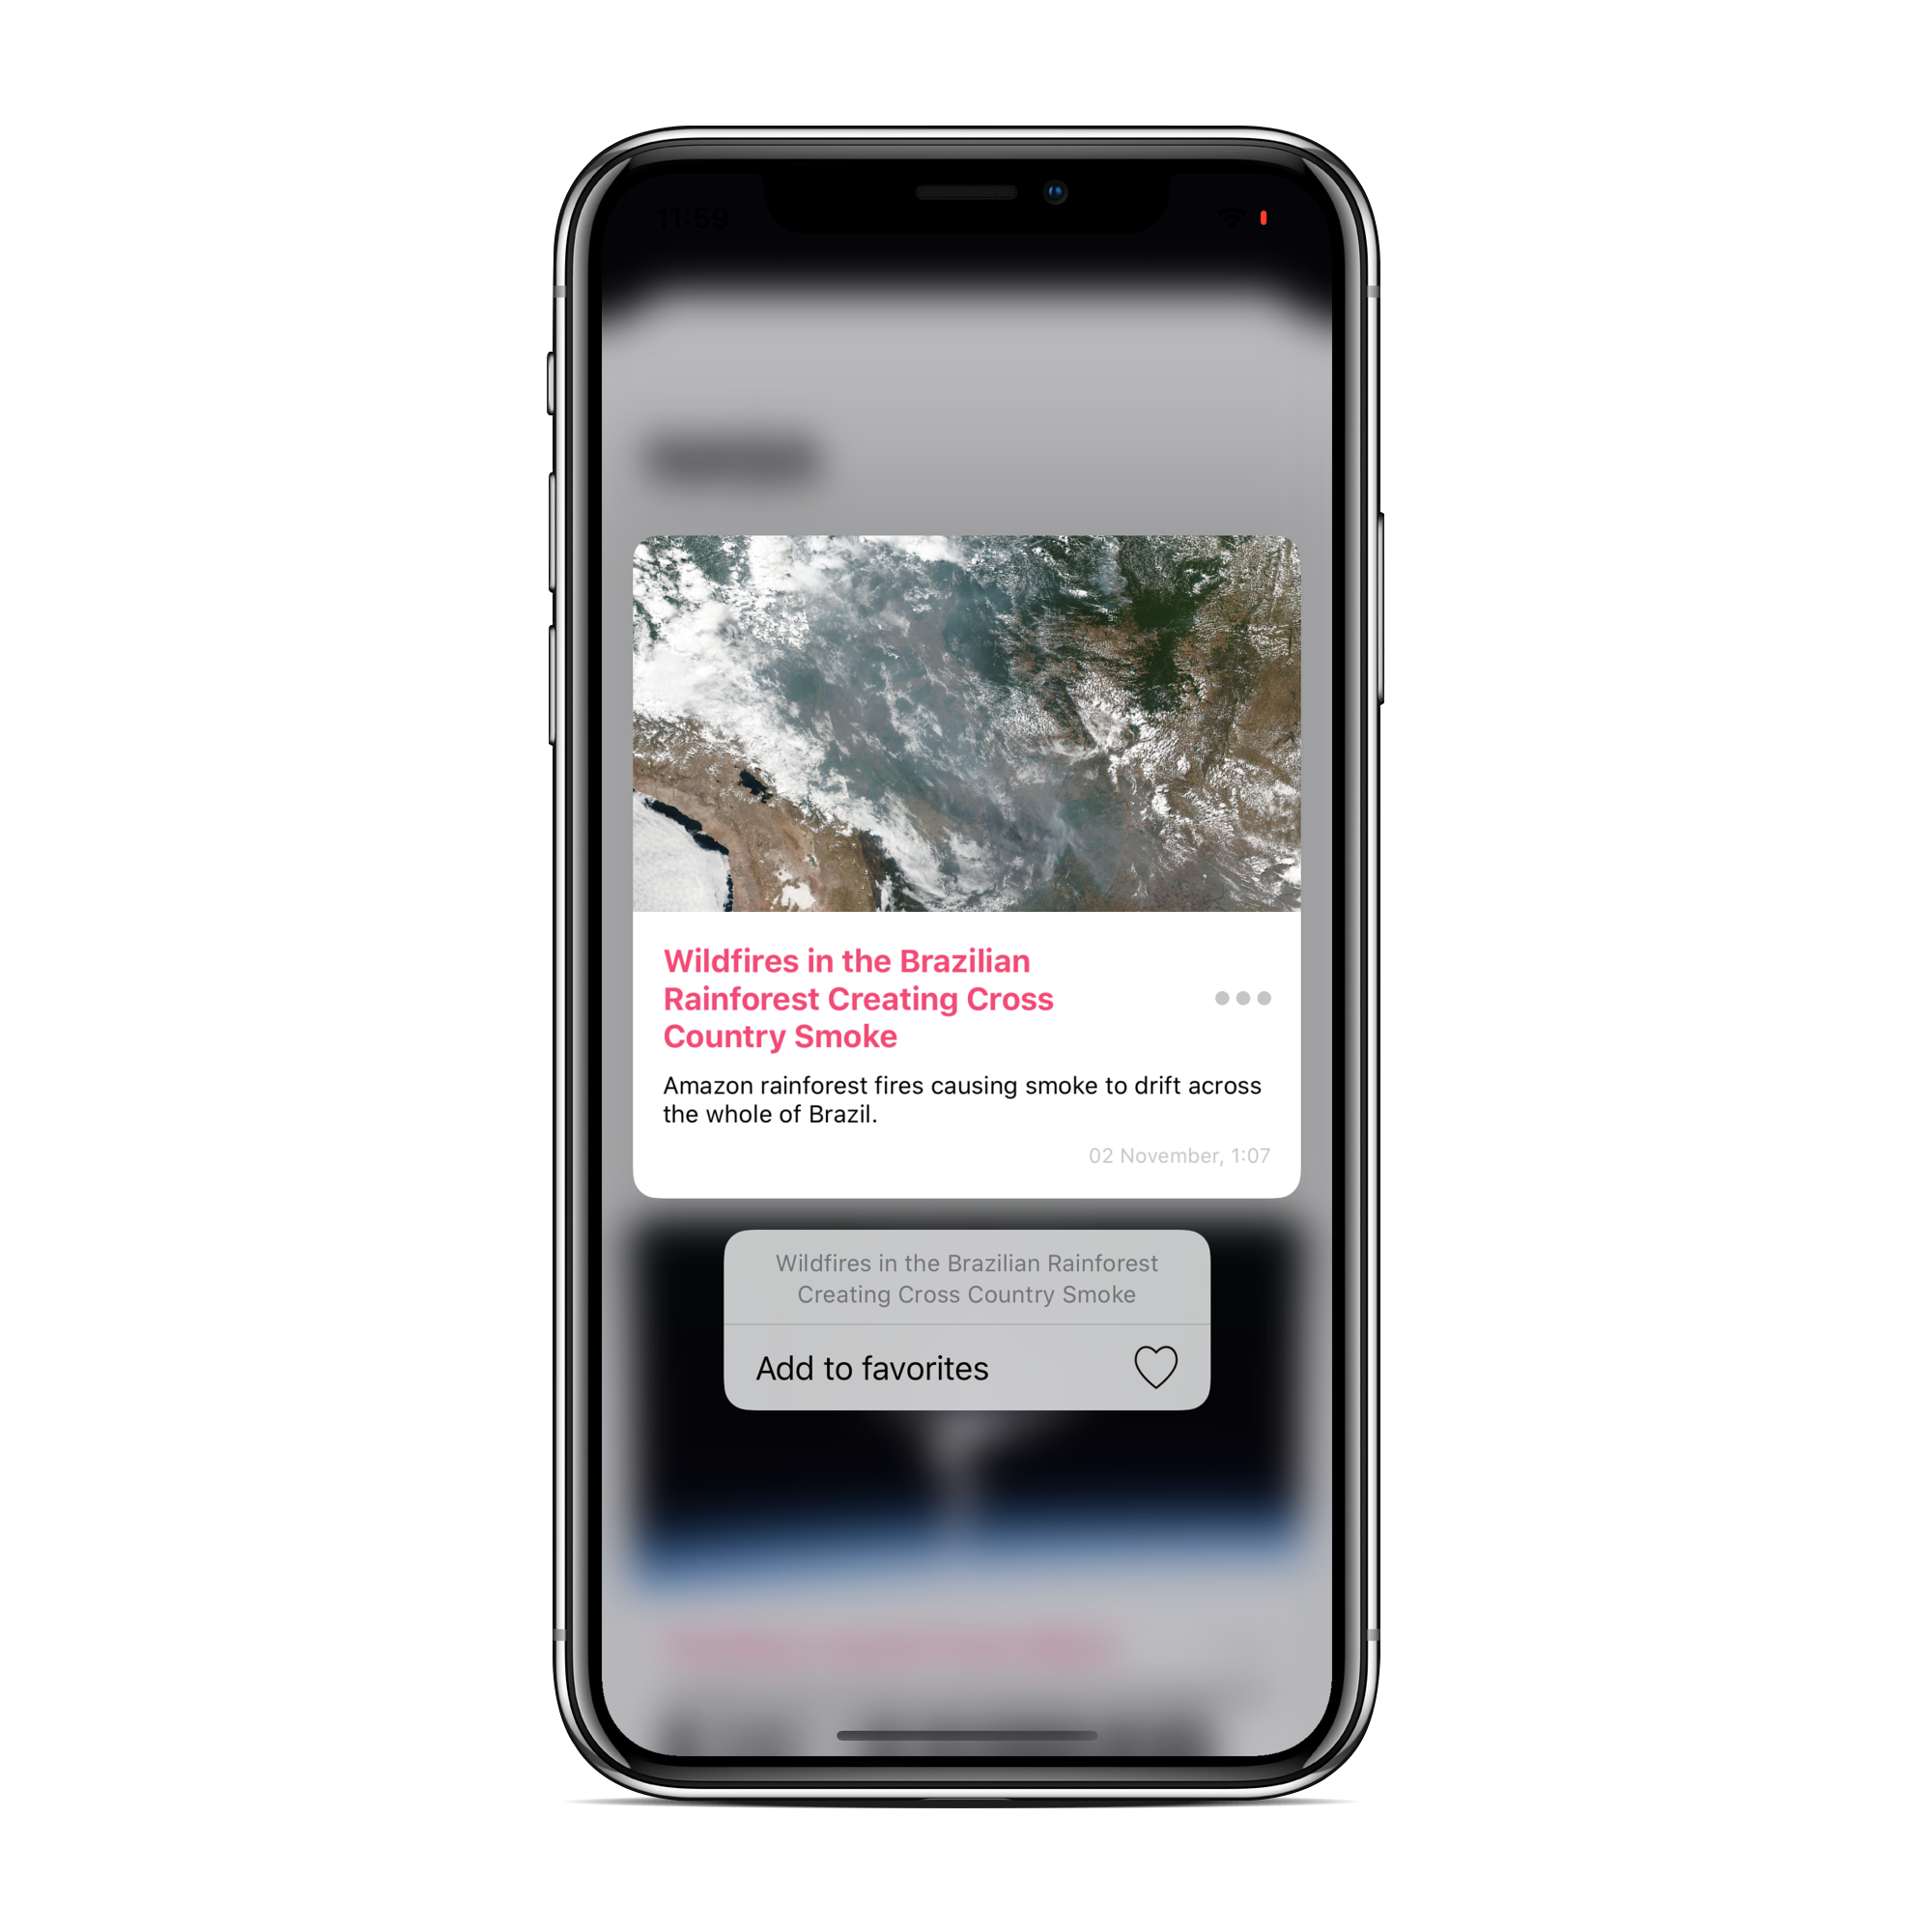 11:59
Wildfires in the Brazilian
Rainforest Creating Cross
Country Smoke
Amazon rainforest fires causing smoke to drift across
the whole of Brazil.
02 November, 1:07
Wildfires in the Brazilian Rainforest
Creating Cross Country Smoke
Add to favorites